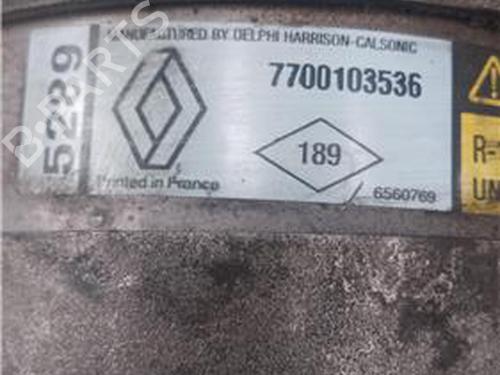 MANUFACTURED BY DELPHI HARRISON-CALSONIC
5289
7700103536
189
Printed in France
6560769
R-
B-PARTS